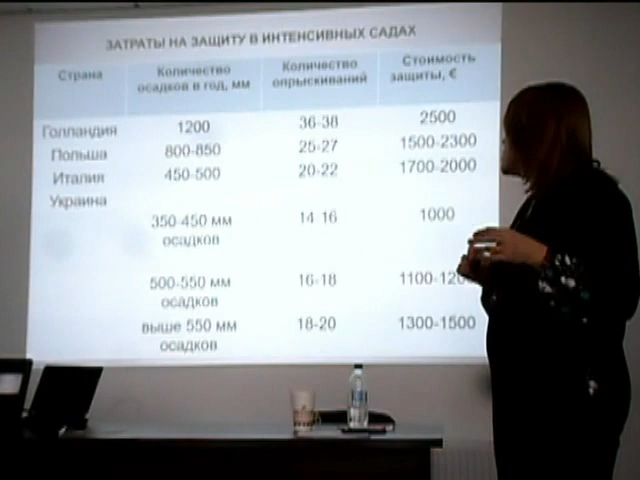 ЗАТРАТЫ НА ЗАЩИТУ В ИНТЕНСИВНЫХ САДАХ
Страна Количество осадков в год, мм Количество опрыскиваний Стоимость защиты, €
Голландия 1200 36-38 2500
Польша 800-850 25-27 1500-2300
Италия 450-500 20-22 1700-2000
Украина
350-450 мм осадков 14-16 1000
500-550 мм осадков 16-18 1100-120
выше 550 мм осадков 18-20 1300-1500